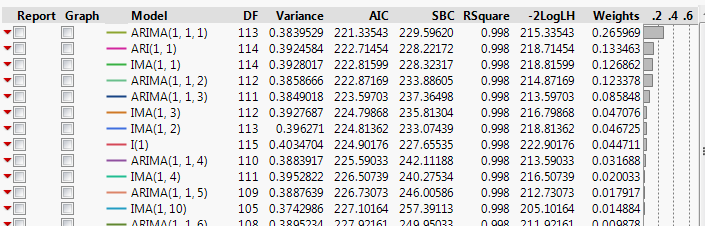 Report Graph Model DF Variance AIC SBC RSquare -2LogLH Weights .2 .4 .6
ARIMA(1, 1, 1) 113 0.3839529 221.33543 229.59620 0.998 215.33543 0.265969
ARI(1, 1) 114 0.3924584 222.71454 228.22172 0.998 218.71454 0.133463
IMA(1, 1) 114 0.3928017 222.81599 228.32317 0.998 218.81599 0.126862
ARIMA(1, 1, 2) 112 0.3858666 222.87169 233.88605 0.998 214.87169 0.123378
ARIMA(1, 1, 3) 111 0.3849018 223.59703 237.36498 0.998 213.59703 0.085848
IMA(1, 3) 112 0.3927687 224.79868 235.81304 0.998 216.79868 0.047076
IMA(1, 2) 113 0.396271 224.81362 233.07439 0.998 218.81362 0.046725
I(1) 115 0.4034704 224.90176 227.65535 0.998 222.90176 0.044711
ARIMA(1, 1, 4) 110 0.3883917 225.59033 242.11188 0.998 213.59033 0.031688
IMA(1, 4) 111 0.3952822 226.50739 240.27534 0.998 216.50739 0.020033
ARIMA(1, 1, 5) 109 0.3887639 226.73073 246.00586 0.998 212.73073 0.017917
IMA(1, 10) 105 0.3742986 227.10164 257.39113 0.998 205.10164 0.014884
ARIMA(1, 1, 6) 108 0.3895234 227.92161 249.95033 0.998 211.92161 0.009878